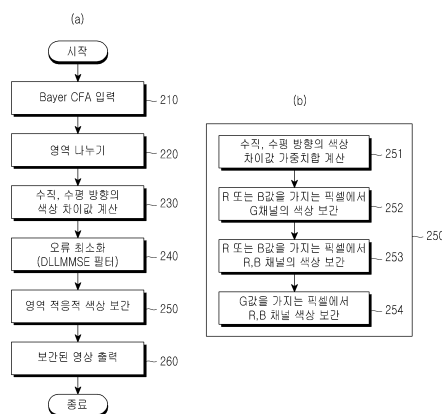 (a)
시작
Bayer CFA 입력
210
영역 나누기
220
수직, 수평 방향의
색상 차이값 계산
230
오류 최소화
(DLLMMSE 필터)
240
영역 적응적 색상 보간
250
보간된 영상 출력
260
종료
(b)
수직, 수평 방향의 색상
차이값 가중치합 계산
251
R 또는 B값을 가지는 픽셀에서
G채널의 색상 보간
252
R 또는 B값을 가지는 픽셀에서
R,B 채널의 색상 보간
253
G값을 가지는 픽셀에서
R,B 채널 색상 보간
254
250